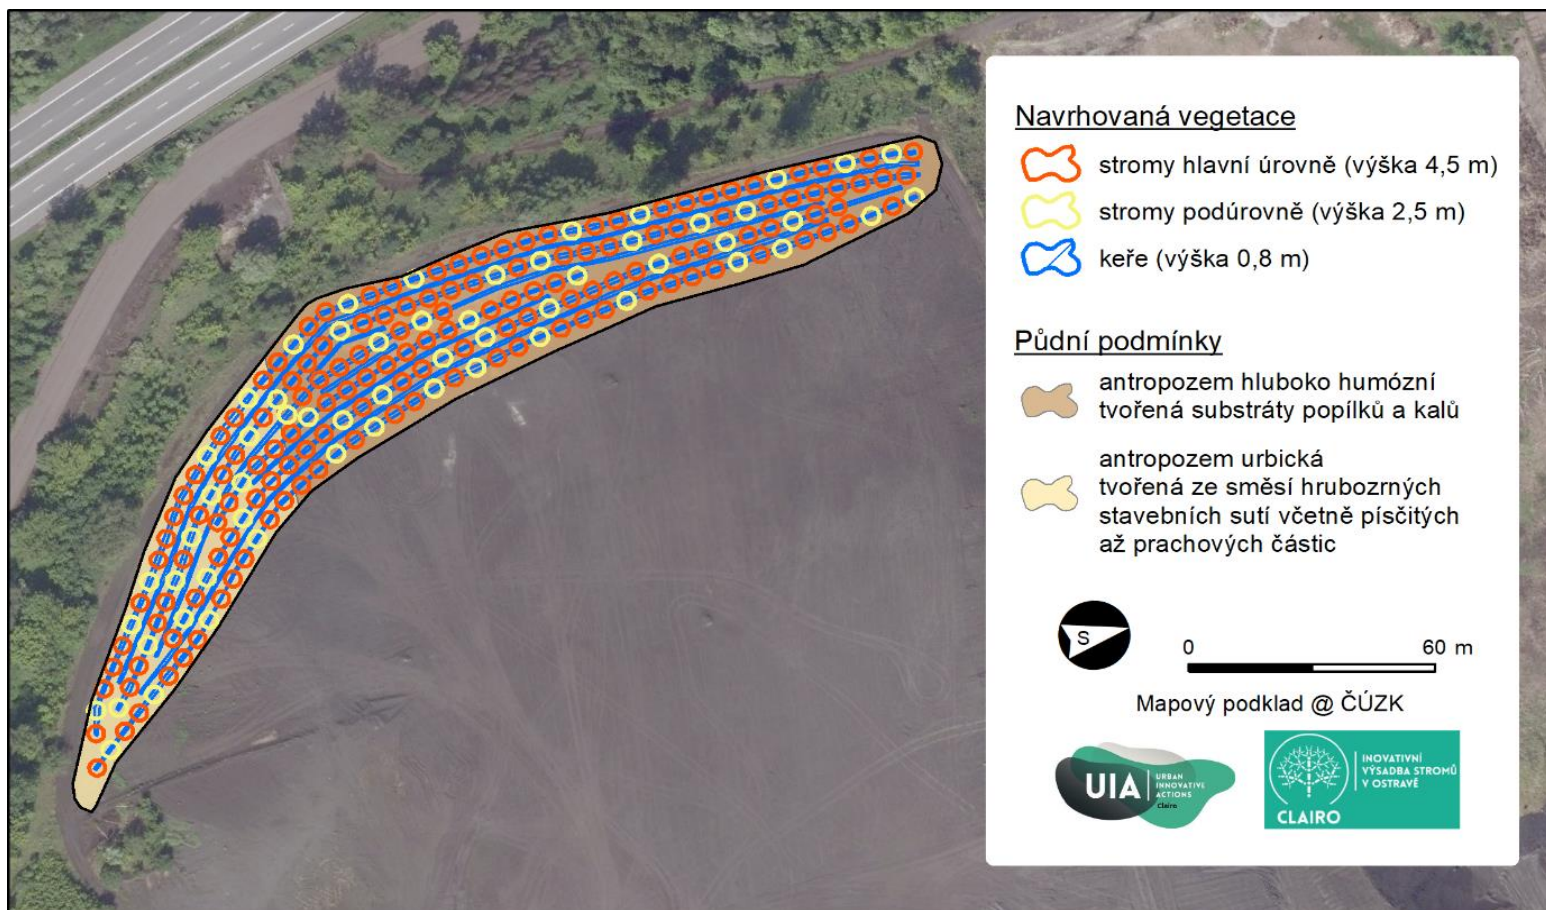 Navrhovaná vegetace
stromy hlavní úrovně (výška 4,5 m)
stromy podúrovně (výška 2,5 m)
keře (výška 0,8 m)
Půdní podmínky
antropozem hluboko humózní
tvořená substráty popílků a kalů
antropozem urbická
tvořená ze směsí hrubozrných
stavebních sutí včetně písčitých
až prachových částic
S
0 60 m
Mapový podklad @ ČÚZK
UIA
URBAN
INNOVATIVE
ACTIONS
Clairo
CLAIRO
INOVATIVNÍ
VÝSADBA STROMŮ
V OSTRAVĚ